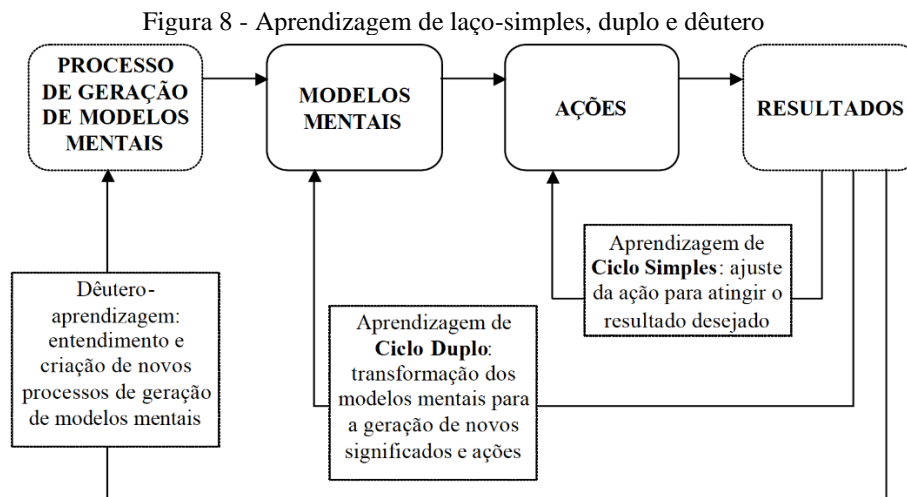 Figura 8 - Aprendizagem de laço-simples, duplo e dêutero
PROCESSO
DE GERAÇÃO
DE MODELOS
MENTAIS
MODELOS
MENTAIS
AÇÕES
RESULTADOS
Aprendizagem de
Ciclo Simples: ajuste
da ação para atingir o
resultado desejado
Aprendizagem de
Ciclo Duplo:
transformação dos
modelos mentais para
a geração de novos
significados e ações
Dêutero-
aprendizagem:
entendimento e
criação de novos
processos de geração
de modelos mentais